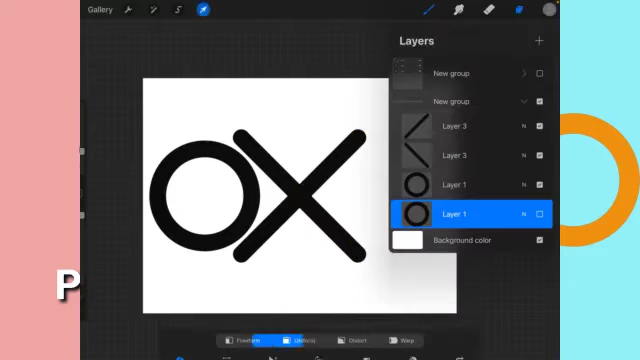 Gallery
Layers
New group
New group
Layer 3
N
Layer 3
N
Layer 1
N
Layer 1
N
Background color
OX
P
Freeform
Uniform
Distort
Warp